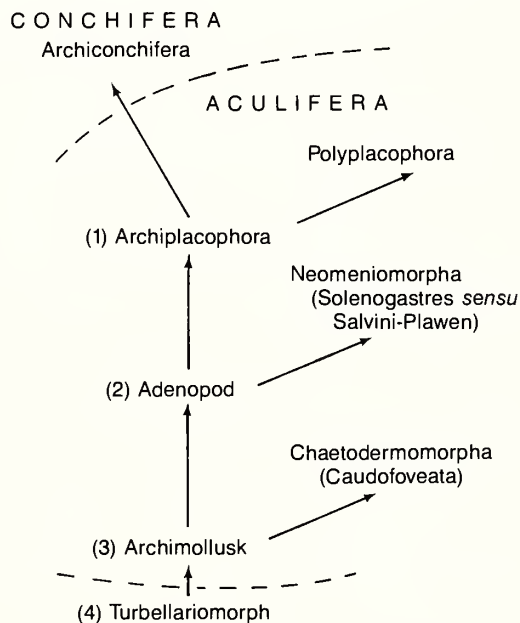 CONCHIFERA
Archiconchifera
ACULIFERA
Polyplacophora
(1) Archiplacophora
Neomeniomorpha
(Solenogastres sensu
Salvini-Plawen)
(2) Adenopod
Chaetodermomorpha
(Caudofoveata)
(3) Archimollusk
(4) Turbellariomorph